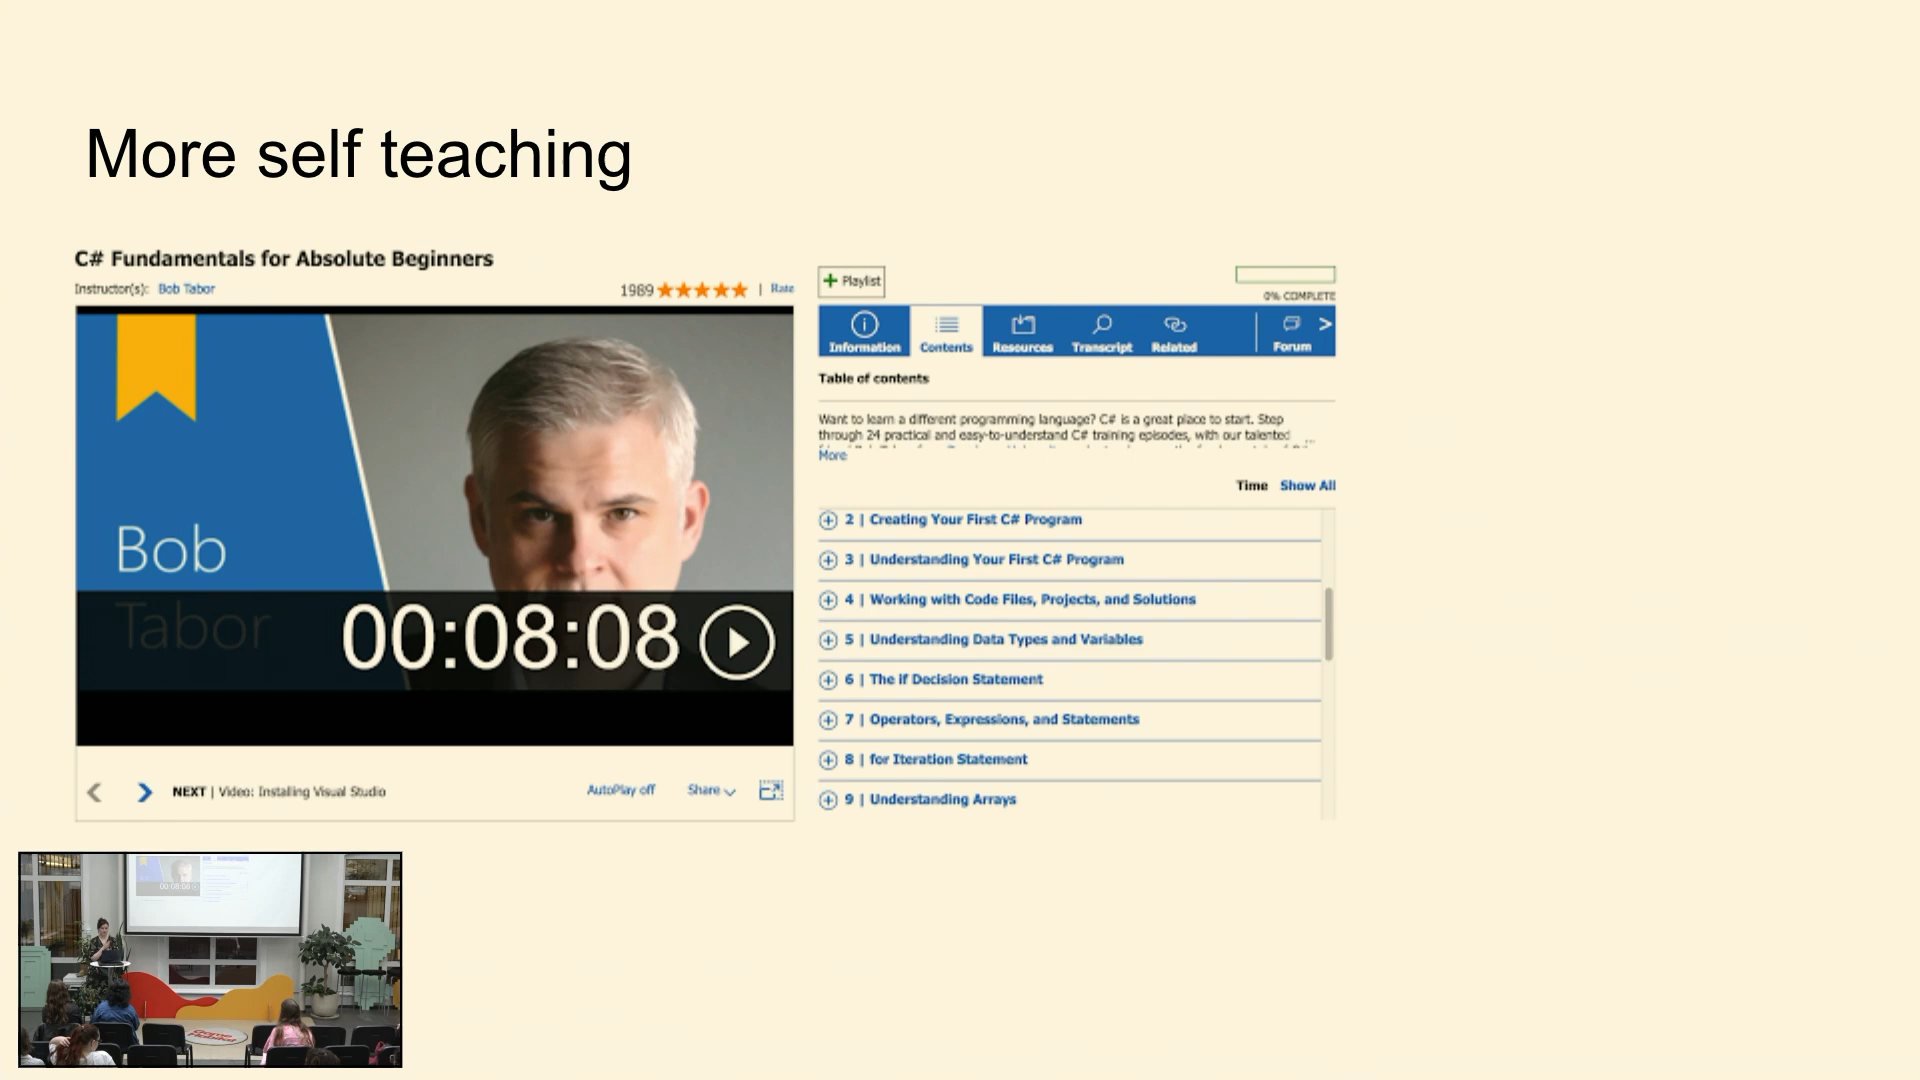 More self teaching
C# Fundamentals for Absolute Beginners
Instructor(s): Bob Tabor
1989 | Rate
Bob
Tabor
00:08:08
NEXT | Video: Installing Visual Studio
AutoPlay off
Share
Playlist
0% COMPLETE
Information
Contents
Resources
Transcript
Related
Forum
Table of contents
Want to learn a different programming language? C# is a great place to start. Step
through 24 practical and easy-to-understand C# training episodes, with our talented
...
More
Time Show All
2 | Creating Your First C# Program
3 | Understanding Your First C# Program
4 | Working with Code Files, Projects, and Solutions
5 | Understanding Data Types and Variables
6 | The if Decision Statement
7 | Operators, Expressions, and Statements
8 | for Iteration Statement
9 | Understanding Arrays
00:08:08